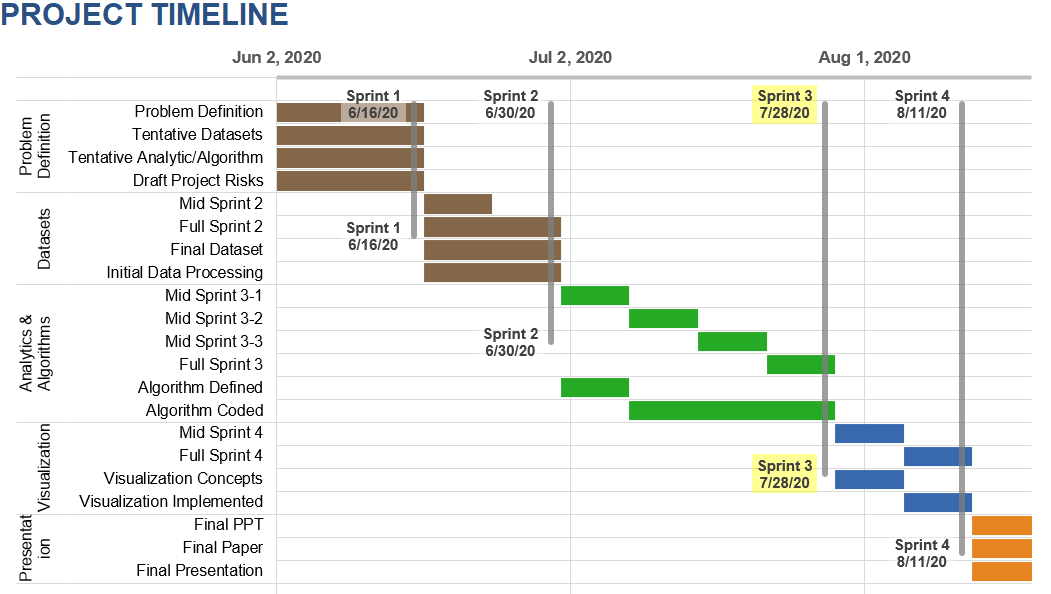 PROJECT TIMELINE
Jun 2, 2020 Jul 2, 2020 Aug 1, 2020
Sprint 1 Sprint 2 Sprint 3 Sprint 4
6/16/20 6/30/20 7/28/20 8/11/20
Problem
Definition
Problem Definition
Tentative Datasets
Tentative Analytic/Algorithm
Draft Project Risks
Datasets
Mid Sprint 2
Full Sprint 2
Sprint 1
6/16/20
Final Dataset
Initial Data Processing
Analytics &
Algorithms
Mid Sprint 3-1
Mid Sprint 3-2
Mid Sprint 3-3
Sprint 2
6/30/20
Full Sprint 3
Algorithm Defined
Algorithm Coded
Visualization
Mid Sprint 4
Full Sprint 4
Sprint 3
7/28/20
Visualization Concepts
Visualization Implemented
Presentat
ion
Final PPT
Final Paper
Sprint 4
8/11/20
Final Presentation